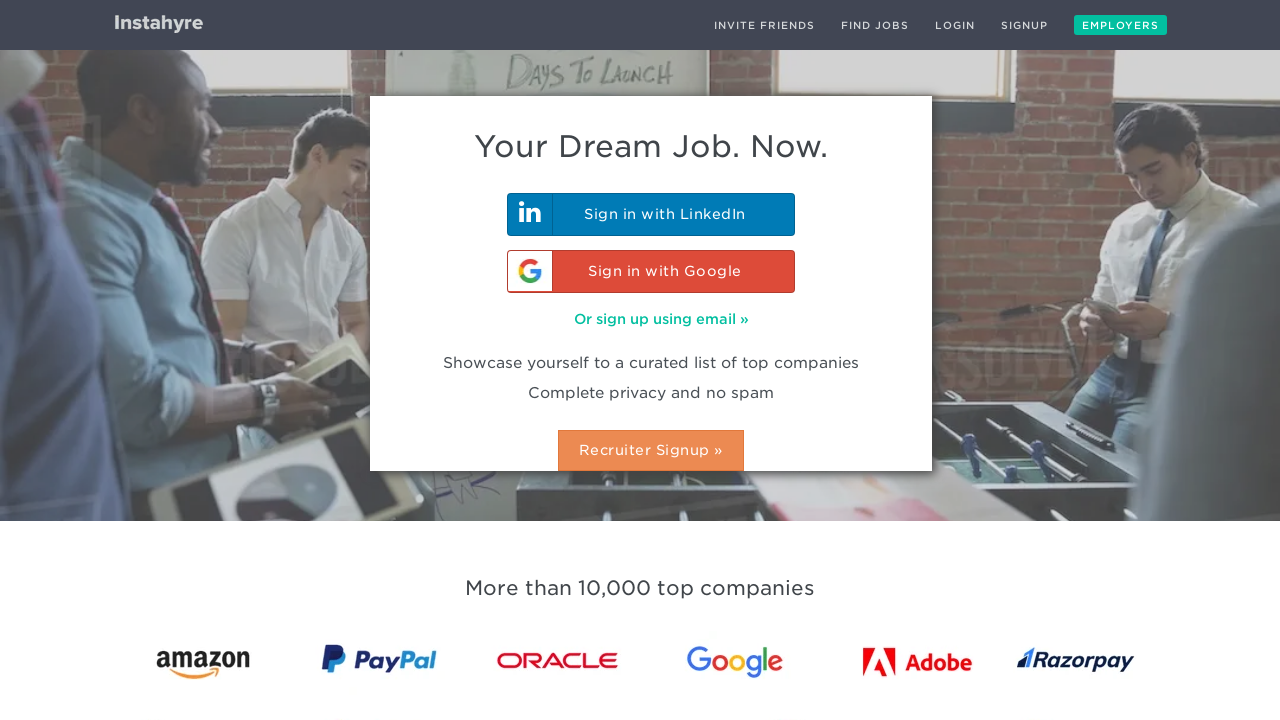 Instahyre
INVITE FRIENDS
FIND JOBS
LOGIN
SIGNUP
EMPLOYERS
DAYS TO LAUNCH
Your Dream Job. Now.
in
Sign in with LinkedIn
Sign in with Google
Or sign up using email »
Showcase yourself to a curated list of top companies
Complete privacy and no spam
Recruiter Signup »
More than 10,000 top companies
amazon
PayPal
ORACLE
Google
Adobe
Razorpay